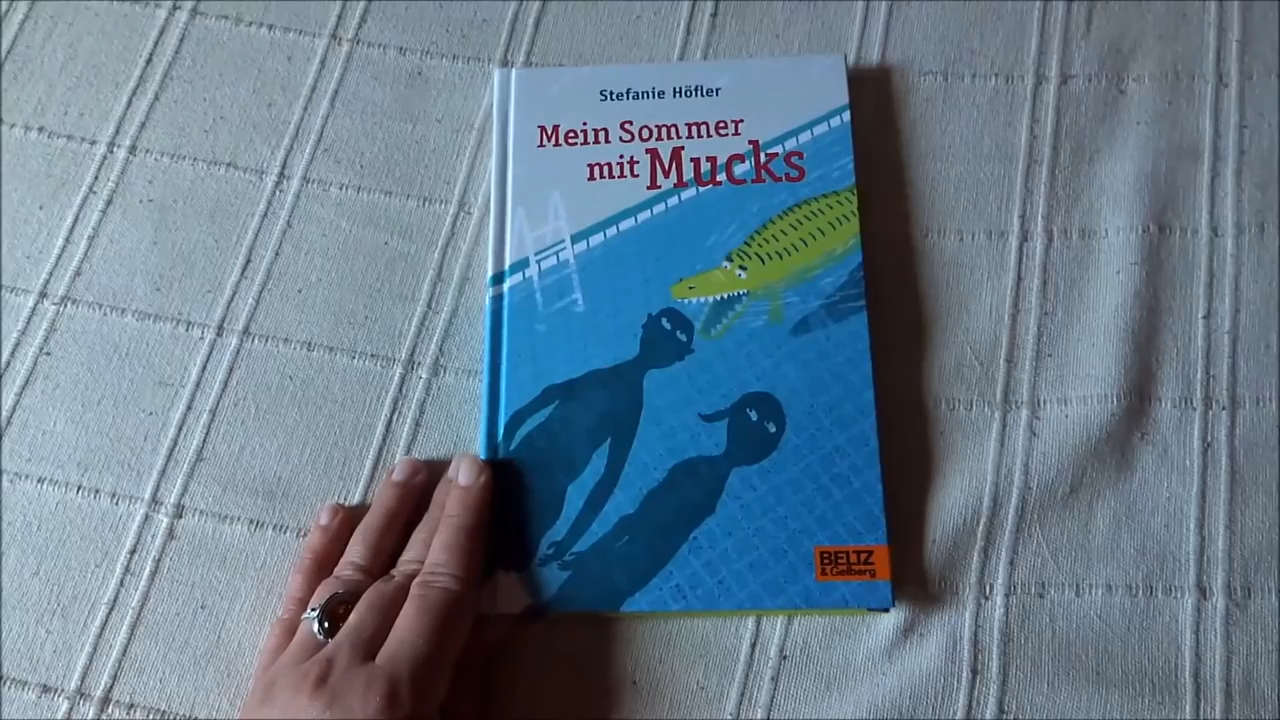 Stefanie Höfler
Mein Sommer
mit Mucks
BELTZ
& Gelberg